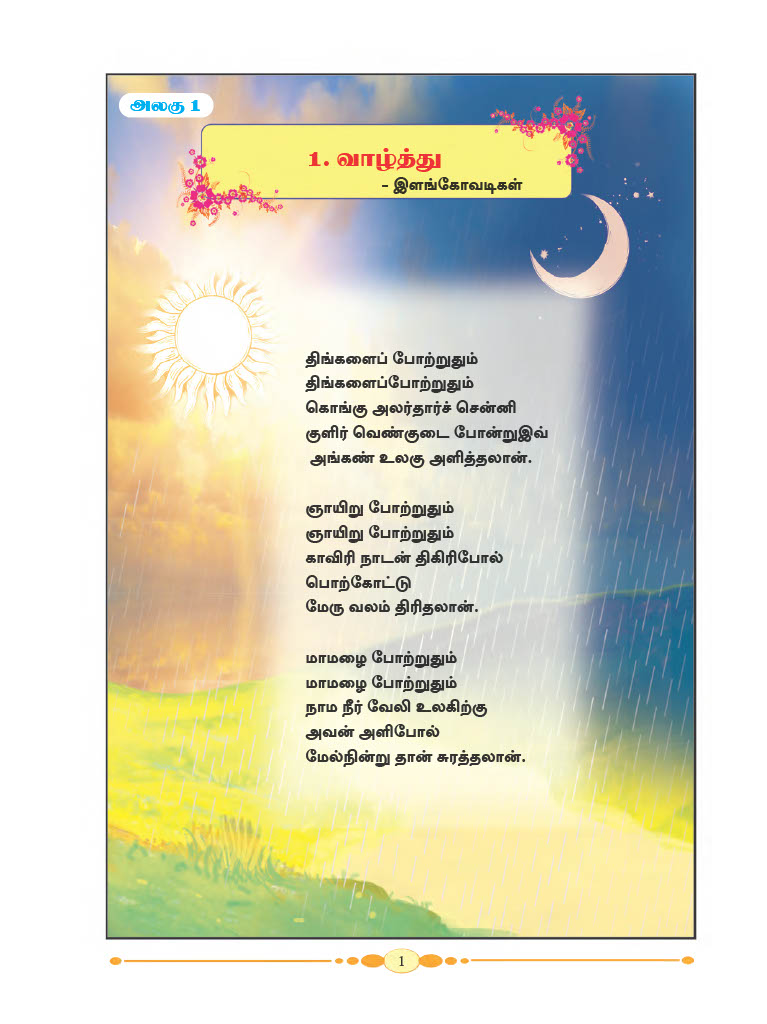 அலகு 1
1. வாழ்த்து
- இளங்கோவடிகள்
திங்களைப் போற்றுதும்
திங்களைப்போற்றுதும்
கொங்கு அலர்தார்ச் சென்னி
குளிர் வெண்குடை போன்றுஇவ்
அங்கண் உலகு அளித்தலான்.
ஞாயிறு போற்றுதும்
ஞாயிறு போற்றுதும்
காவிரி நாடன் திகிரிபோல்
பொற்கோட்டு
மேரு வலம் திரிதலான்.
மாமழை போற்றுதும்
மாமழை போற்றுதும்
நாம நீர் வேலி உலகிற்கு
அவன் அளிபோல்
மேல்நின்று தான் சுரத்தலான்.
1